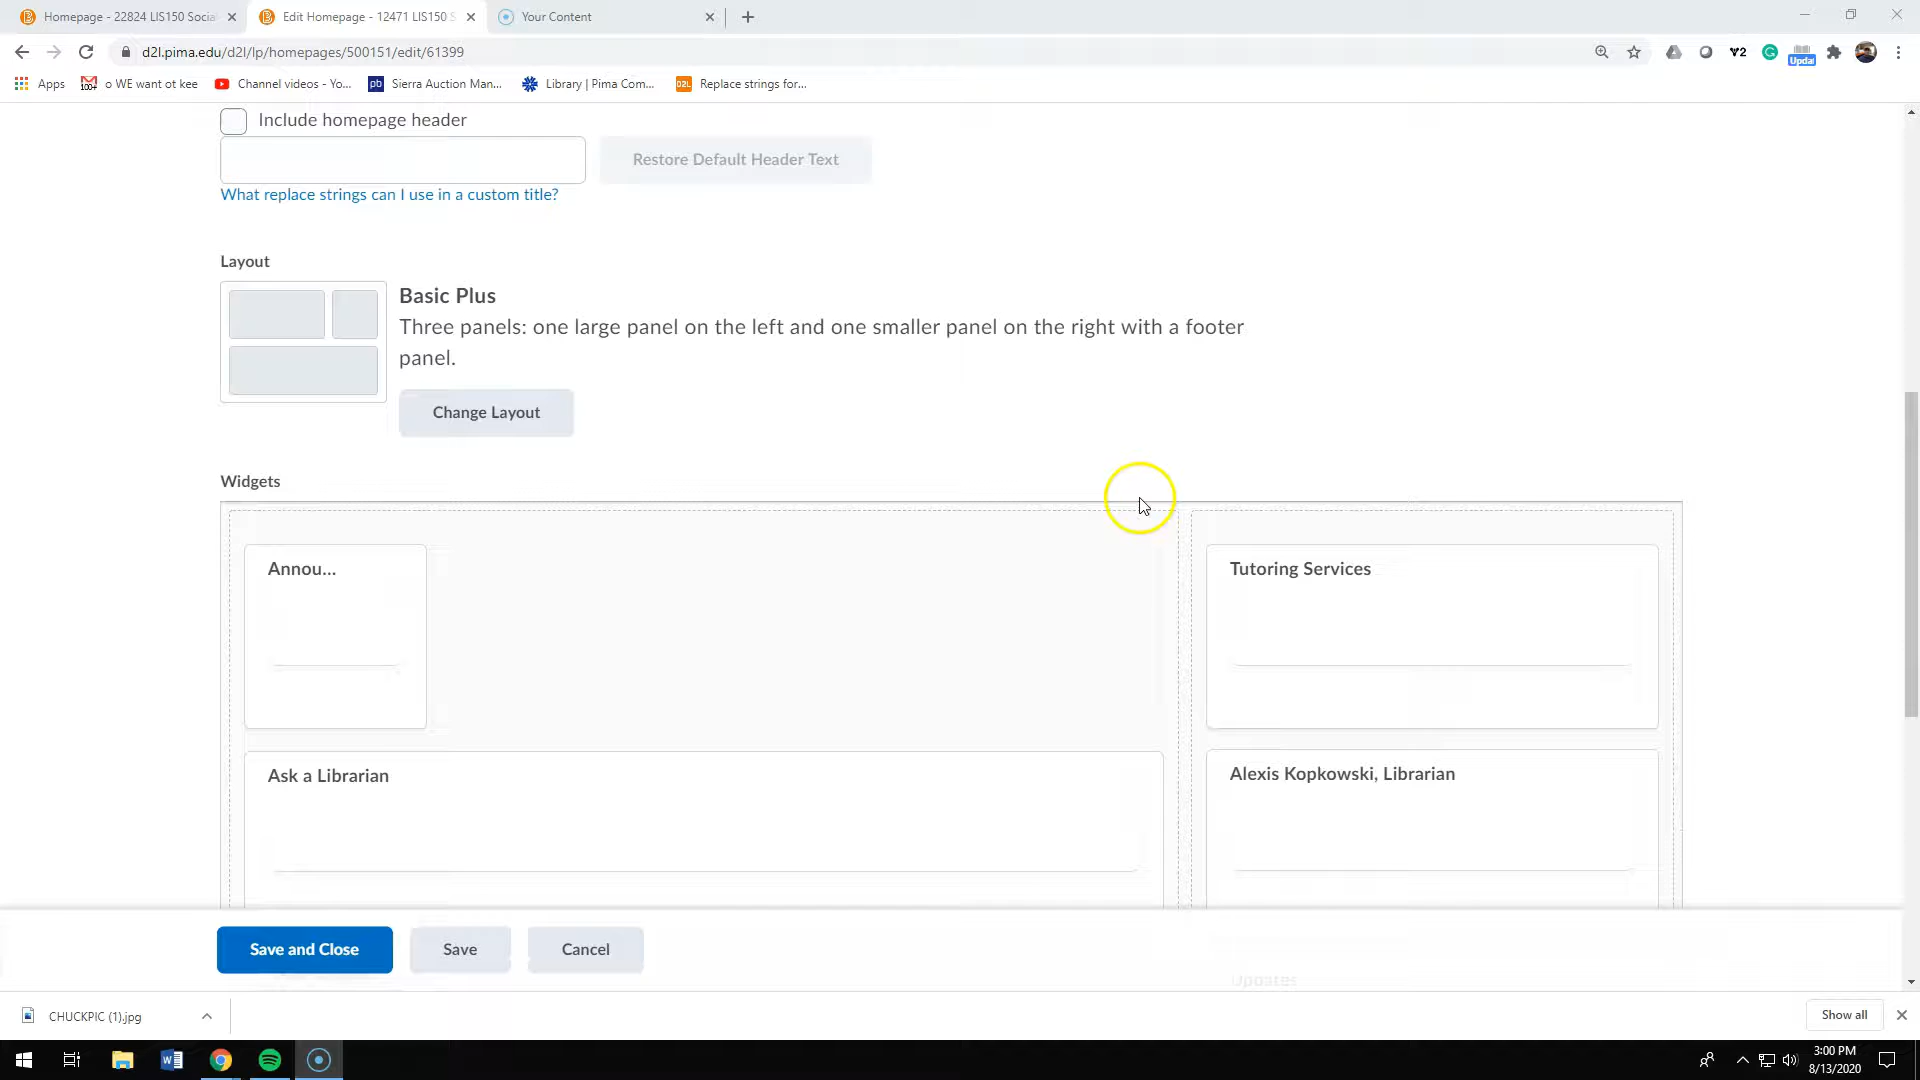 Homepage - 22824 LIS150 Social
Edit Homepage - 12471 LIS150 S
Your Content
d2l.pima.edu/d2l/lp/homepages/500151/edit/61399
Apps
o WE want ot kee
Channel videos - Yo...
pb
Sierra Auction Man...
Library | Pima Com...
D2L
Replace strings for...
Include homepage header
Restore Default Header Text
What replace strings can I use in a custom title?
Layout
Basic Plus
Three panels: one large panel on the left and one smaller panel on the right with a footer
panel.
Change Layout
Widgets
Annou...
Tutoring Services
Ask a Librarian
Alexis Kopkowski, Librarian
Save and Close
Save
Cancel
Updates
CHUCKPIC (1).jpg
Show all
3:00 PM
8/13/2020